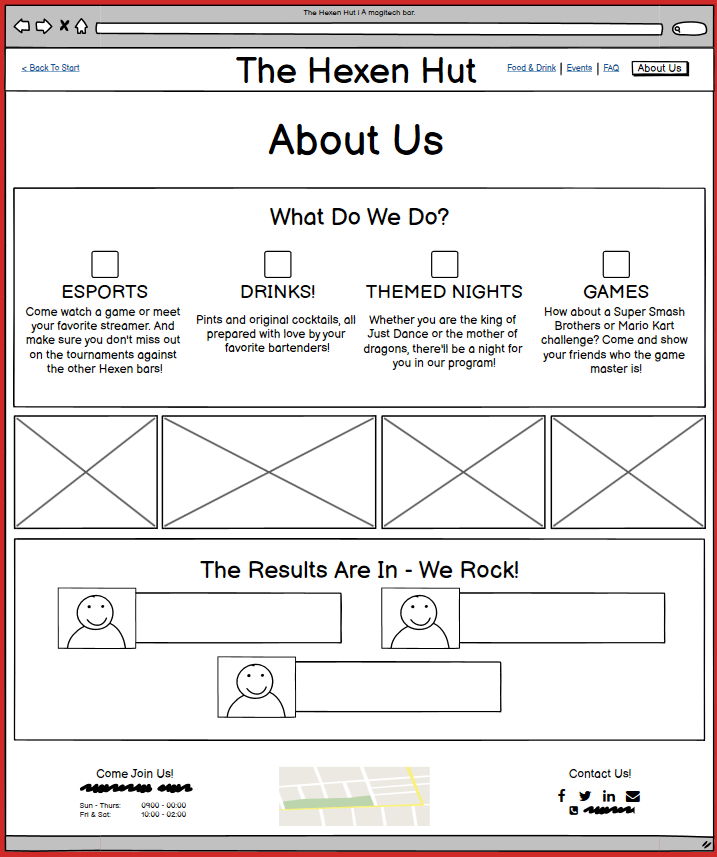 The Hexen Hut | A magitech bar.
< Back To Start
The Hexen Hut
Food & Drink | Events | FAQ
About Us
About Us
What Do We Do?
ESPORTS
Come watch a game or meet
your favorite streamer. And
make sure you don't miss out
on the tournaments against
the other Hexen bars!
DRINKS!
Pints and original cocktails, all
prepared with love by your
favorite bartenders!
THEMED NIGHTS
Whether you are the king of
Just Dance or the mother of
dragons, there'll be a night for
you in our program!
GAMES
How about a Super Smash
Brothers or Mario Kart
challenge? Come and show
your friends who the game
master is!
The Results Are In - We Rock!
Come Join Us!
Sun - Thurs: 0900 - 00:00
Fri & Sat: 10:00 - 02:00
Contact Us!